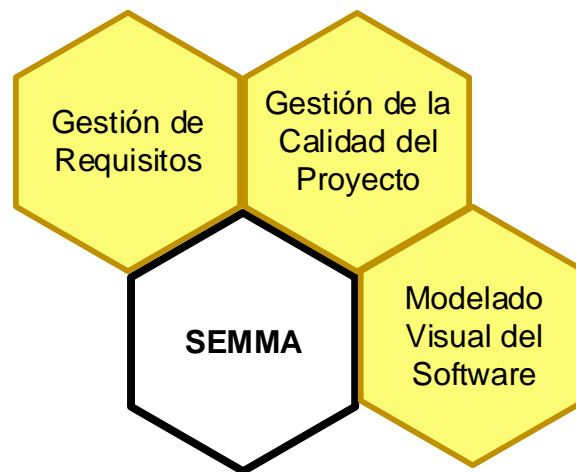 Gestión de
Requisitos
Gestión de la
Calidad del
Proyecto
SEMMA
Modelado
Visual del
Software